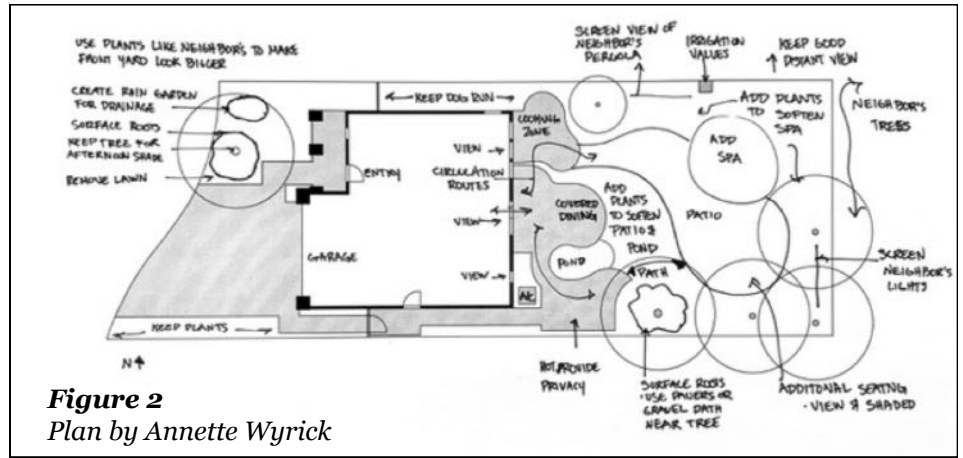 USE PLANTS LIKE NEIGHBOR'S TO MAKE
FRONT YARD LOOK BIGGER
CREATE RAIN GARDEN
FOR DRAINAGE
SURFACE ROOTS
KEEP TREE FOR
AFTERNOON SHADE
REMOVE LAWN
KEEP DOG RUN
ENTRY
GARAGE
KEEP PLANTS
N
SCREEN VIEW OF
NEIGHBOR'S
PERGOLA
IRRIGATION
VALVES
KEEP GOOD
DISTANT VIEW
COOKING
ZONE
VIEW
CIRCULATION
ROUTES
VIEW
VIEW
COVERED
DINING
POND
A/C
ADD
PLANTS
TO SOFTEN
PATIO &
POND
PATH
PATIO
ADD
SPA
ADD PLANTS
TO SOFTEN
SPA
NEIGHBOR'S
TREES
SCREEN
NEIGHBOR'S
LIGHTS
HOT, PROVIDE
PRIVACY
SURFACE ROOTS
- USE PAVERS OR
GRAVEL PATH
NEAR TREE
ADDITONAL SEATING
- VIEW & SHADED
Figure 2
Plan by Annette Wyrick